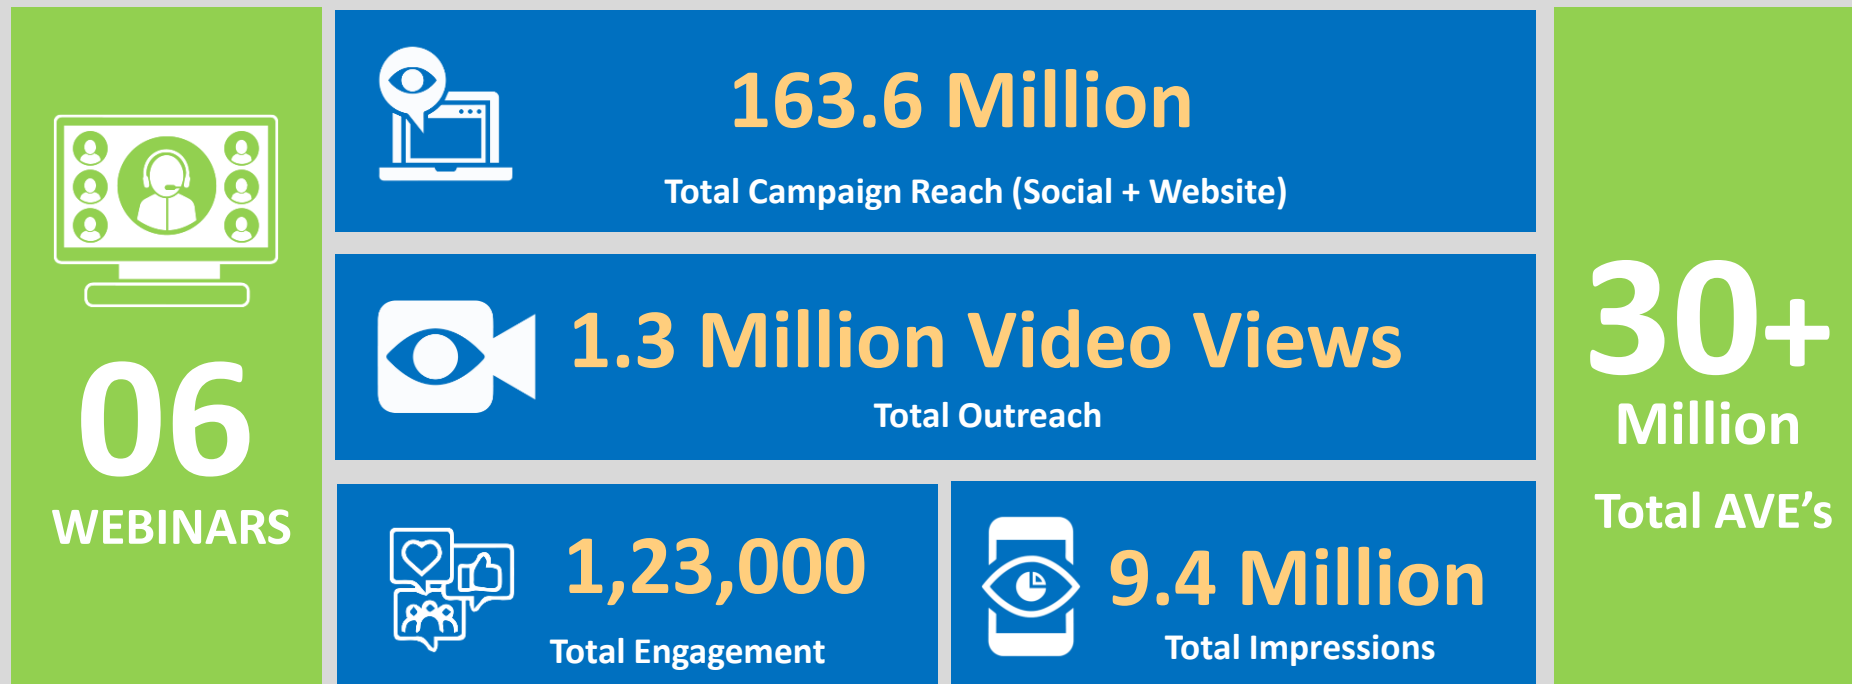 06
WEBINARS
163.6 Million
Total Campaign Reach (Social + Website)
1.3 Million Video Views
Total Outreach
1,23,000
Total Engagement
9.4 Million
Total Impressions
30+
Million
Total AVE’s